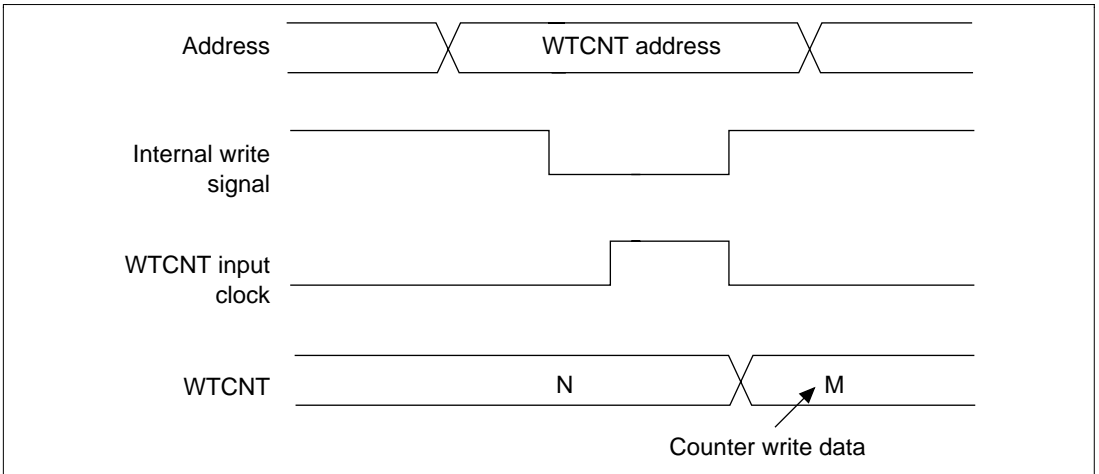 Address
WTCNT address
Internal write
signal
WTCNT input
clock
WTCNT
N
M
Counter write data